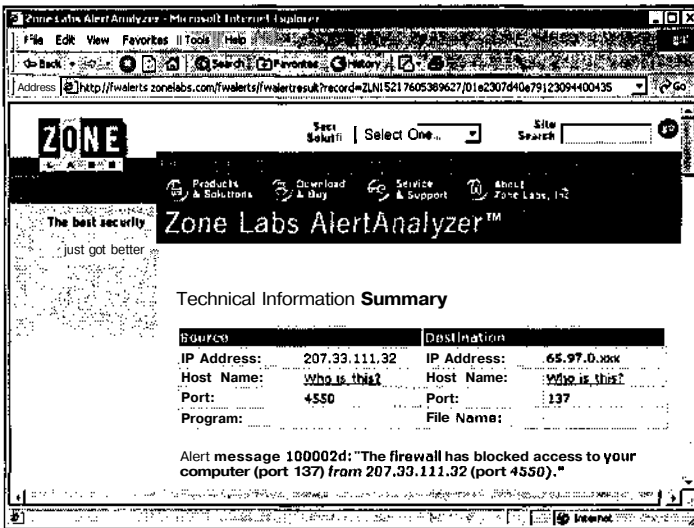 Zone Labs AlertAnalyzer - Microsoft Internet Explorer
File Edit View Favorites Tools Help
Back Search Favorites History
Address http://fwalerts.zonelabs.com/fwalerts/fwalertresult?record=ZLN15217605389627/01e2307d40e79123094400435 Go
ZONE
LABS
Select One... Site Search
Products & Solutions Download & Buy Service & Support About Zone Labs, Inc
The best security
just got better
Zone Labs AlertAnalyzer™
Technical Information Summary
Source Destination
IP Address: 207.33.111.32 IP Address: 65.97.0.xxx
Host Name: Who is this? Host Name: Who is this?
Port: 4550 Port: 137
Program: File Name:
Alert message 100002d: "The firewall has blocked access to your
computer (port 137) from 207.33.111.32 (port 4550)."
Internet